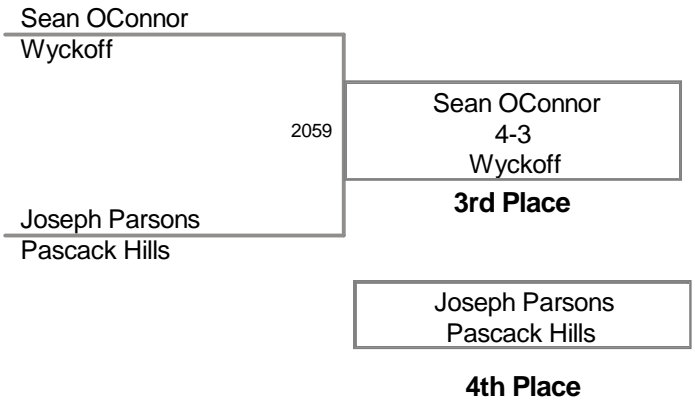 Sean OConnor
Wyckoff
2059
Sean OConnor
4-3
Wyckoff
3rd Place
Joseph Parsons
Pascack Hills
Joseph Parsons
Pascack Hills
4th Place